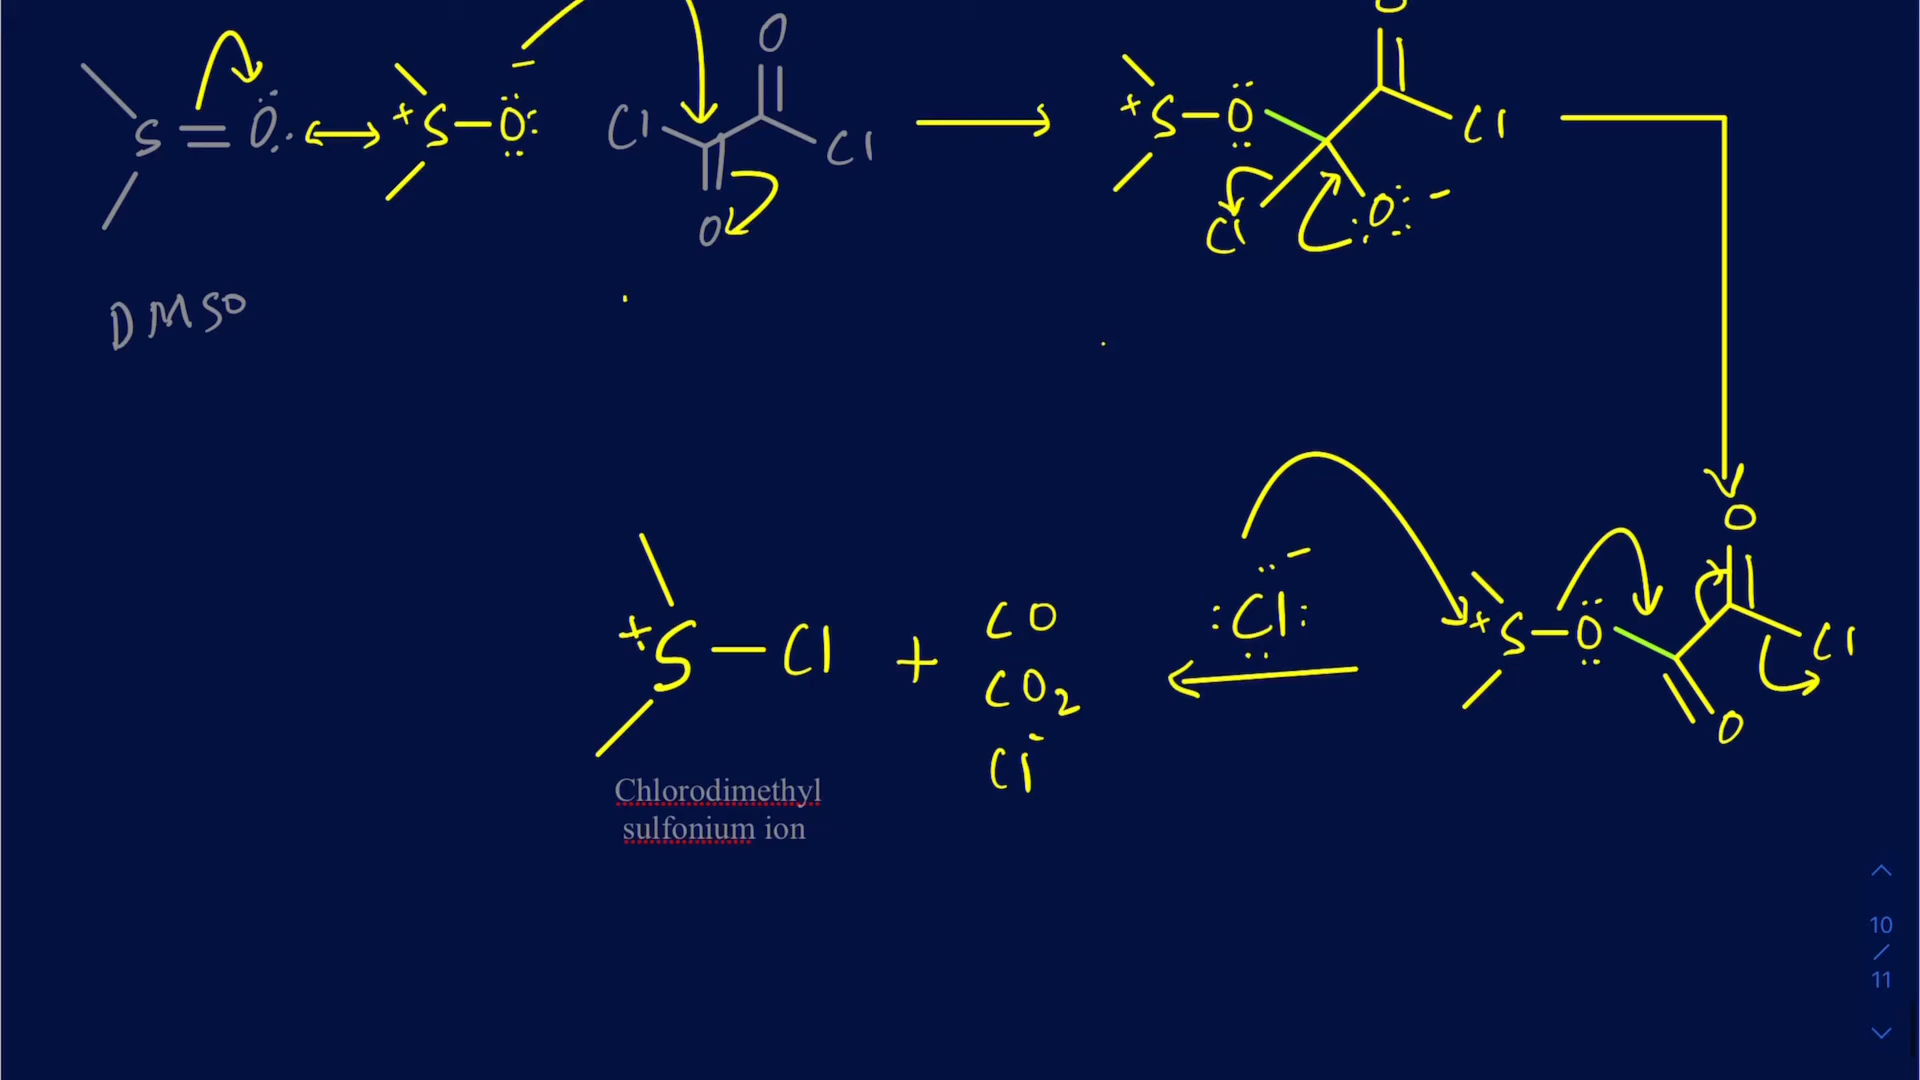 O
O
S = O ↔ +S–O −
Cl Cl
O
→
+S–O Cl
Cl O −
DMSO
O
+S–Cl + CO
CO2
Cl−
Cl −
+S–O Cl
O
Chlorodimethyl
sulfonium ion
10
/
11